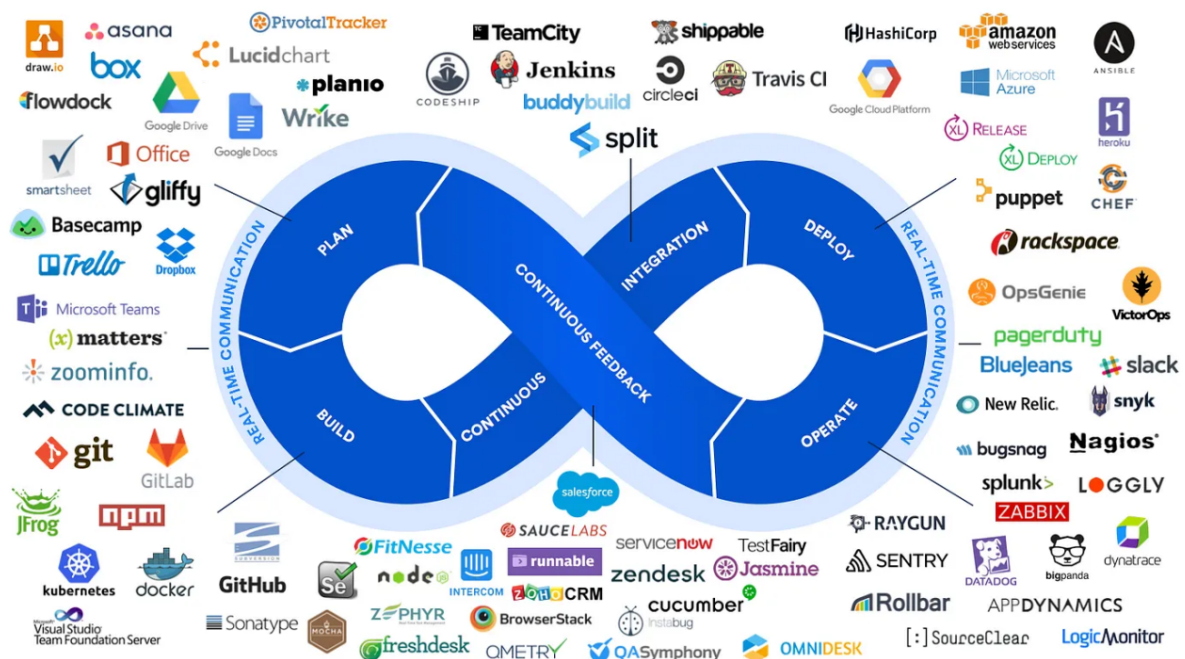 draw.io
asana
PivotalTracker
box
Lucidchart
flowdock
Google Drive
planio
Google Docs
Wrike
smartsheet
Office
gliffy
Basecamp
Trello
Dropbox
TC
TeamCity
shippable
CODESHIP
Jenkins
circleci
Travis CI
buddybuild
split
HashiCorp
amazon
webservices
ANSIBLE
Google Cloud Platform
Microsoft
Azure
XL RELEASE
heroku
XL DEPLOY
puppet
CHEF
rackspace
REAL-TIME COMMUNICATION
PLAN
CONTINUOUS FEEDBACK
INTEGRATION
DEPLOY
REAL-TIME COMMUNICATION
BUILD
CONTINUOUS
OPERATE
Microsoft Teams
(x) matters
zoominfo.
CODE CLIMATE
git
GitLab
JFrog
npm
kubernetes
docker
SUBVERSION
GitHub
Visual Studio
Team Foundation Server
Sonatype
OpsGenie
VictorOps
pagerduty
BlueJeans
slack
New Relic.
snyk
bugsnag
Nagios
splunk>
LOGGLY
ZABBIX
RAYGUN
SENTRY
DATADOG
bigpanda
dynatrace
Rollbar
APPDYNAMICS
[:]SourceClear
LogicMonitor
salesforce
SAUCELABS
servicenow
TestFairy
FitNesse
INTERCOM
runnable
zendesk
Jasmine
Se
node
JS
ZOHO CRM
cucumber
MOCHA
ZEPHYR
BrowserStack
instabug
freshdesk
QMETRY
QASymphony
OMNIDESK